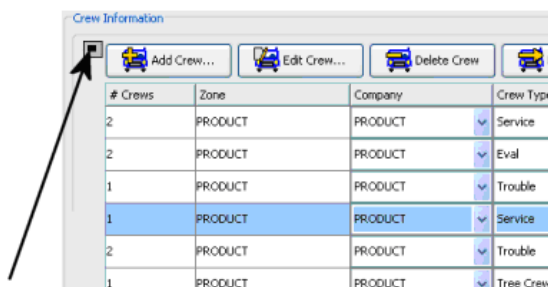 Crew Information
Add Crew... Edit Crew... Delete Crew
# Crews Zone Company Crew Typ
2 PRODUCT PRODUCT Service
2 PRODUCT PRODUCT Eval
1 PRODUCT PRODUCT Trouble
1 PRODUCT PRODUCT Service
2 PRODUCT PRODUCT Trouble
1 PRODUCT PRODUCT Tree Crew